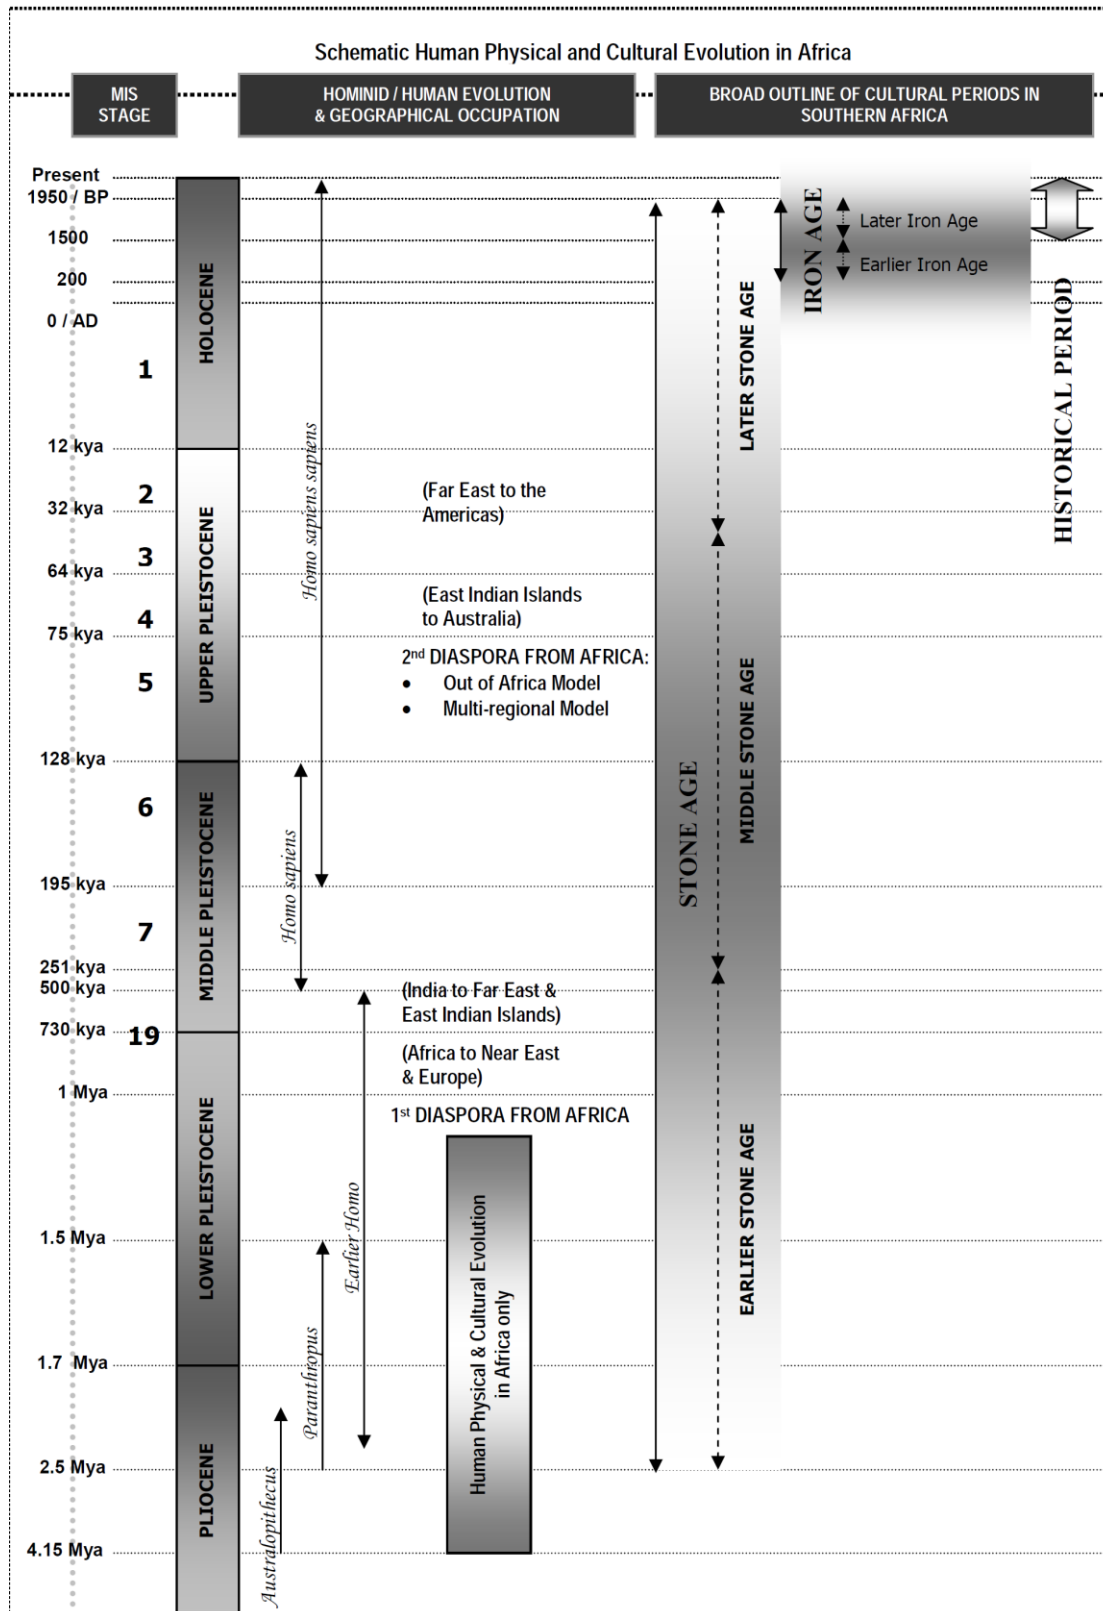 Schematic Human Physical and Cultural Evolution in Africa
MIS
STAGE
HOMINID / HUMAN EVOLUTION
& GEOGRAPHICAL OCCUPATION
BROAD OUTLINE OF CULTURAL PERIODS IN
SOUTHERN AFRICA
Present
1950 / BP
1500
200
0 / AD
12 kya
32 kya
64 kya
75 kya
128 kya
195 kya
251 kya
500 kya
730 kya
1 Mya
1.5 Mya
1.7 Mya
2.5 Mya
4.15 Mya
1
2
3
4
5
6
7
19
HOLOCENE
UPPER PLEISTOCENE
MIDDLE PLEISTOCENE
LOWER PLEISTOCENE
PLIOCENE
Homo sapiens sapiens
Homo sapiens
Earlier Homo
Paranthropus
Australopithecus
(Far East to the
Americas)
(East Indian Islands
to Australia)
2nd DIASPORA FROM AFRICA:
• Out of Africa Model
• Multi-regional Model
(India to Far East &
East Indian Islands)
(Africa to Near East
& Europe)
1st DIASPORA FROM AFRICA
Human Physical & Cultural Evolution
in Africa only
STONE AGE
LATER STONE AGE
MIDDLE STONE AGE
EARLIER STONE AGE
IRON AGE
Later Iron Age
Earlier Iron Age
HISTORICAL PERIOD